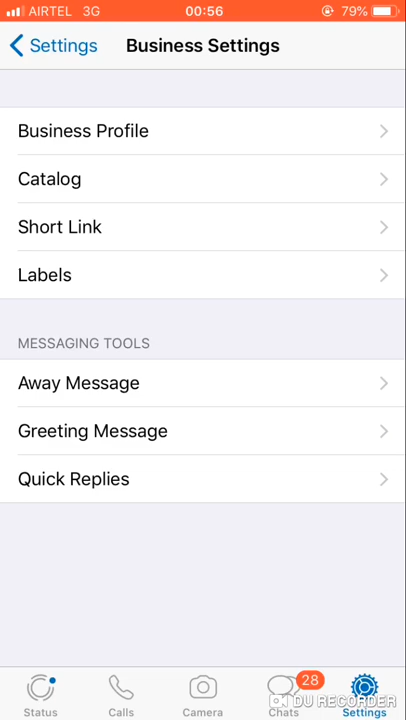 AIRTEL 3G 00:56 79%
Settings Business Settings
Business Profile
Catalog
Short Link
Labels
MESSAGING TOOLS
Away Message
Greeting Message
Quick Replies
28
DU RECORDER
Status Calls Camera Chats Settings